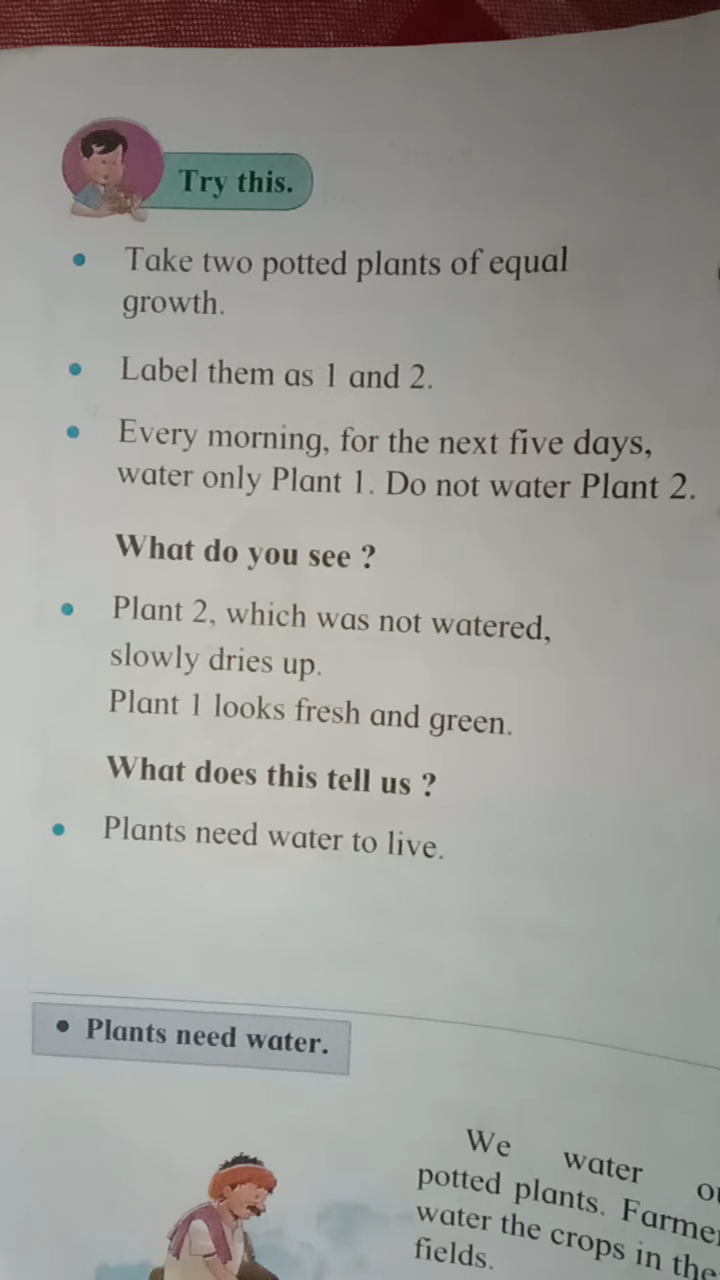 Try this.
• Take two potted plants of equal
growth.
• Label them as 1 and 2.
• Every morning, for the next five days,
water only Plant 1. Do not water Plant 2.
What do you see ?
• Plant 2, which was not watered,
slowly dries up.
Plant 1 looks fresh and green.
What does this tell us ?
• Plants need water to live.
• Plants need water.
We water
potted plants.
water the crops in the
fields.